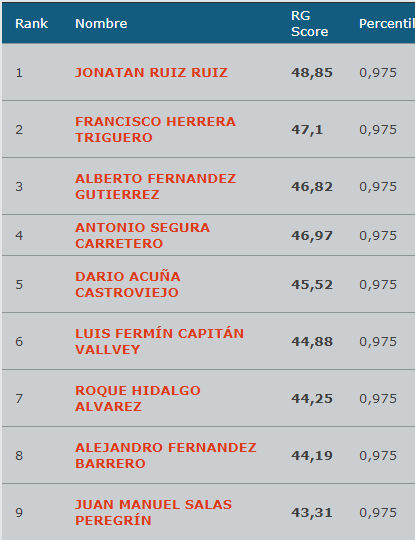 Rank Nombre RG Score Percentil
1 JONATAN RUIZ RUIZ 48,85 0,975
2 FRANCISCO HERRERA TRIGUERO 47,1 0,975
3 ALBERTO FERNANDEZ GUTIERREZ 46,82 0,975
4 ANTONIO SEGURA CARRETERO 46,97 0,975
5 DARIO ACUÑA CASTROVIEJO 45,52 0,975
6 LUIS FERMÍN CAPITÁN VALLVEY 44,88 0,975
7 ROQUE HIDALGO ALVAREZ 44,25 0,975
8 ALEJANDRO FERNANDEZ BARRERO 44,19 0,975
9 JUAN MANUEL SALAS PEREGRÍN 43,31 0,975